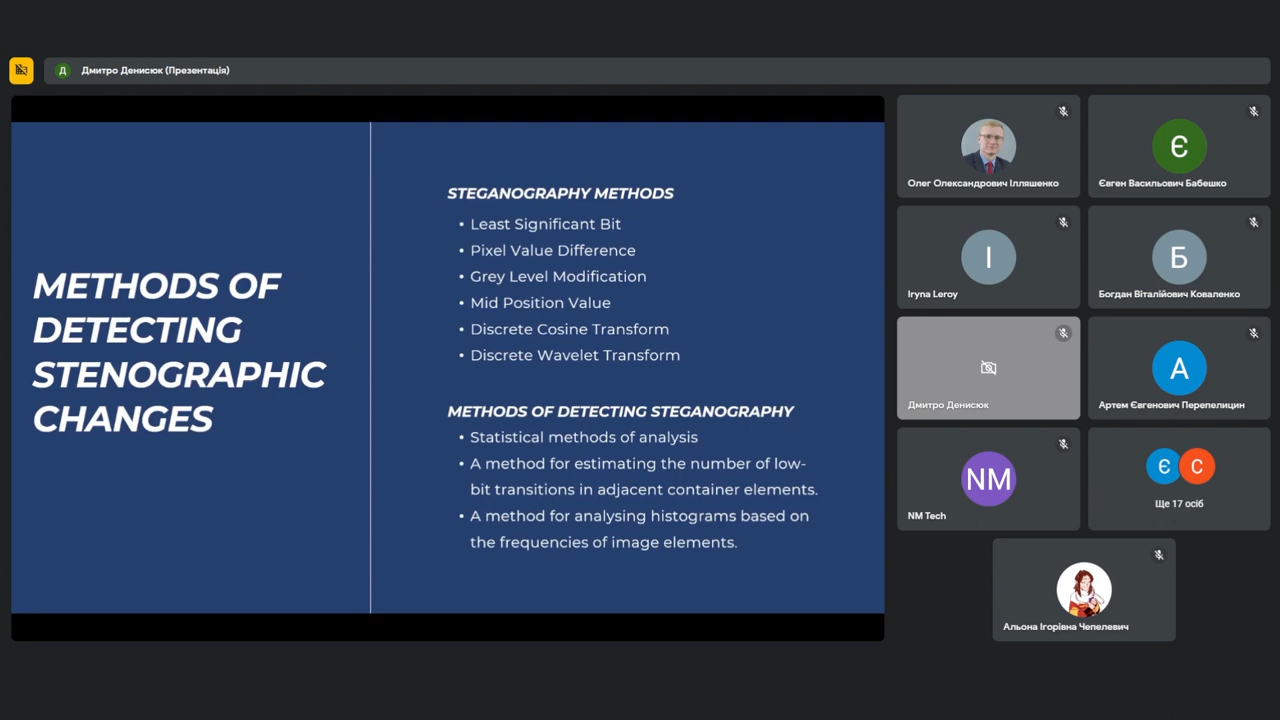 Д
Дмитро Денисюк (Презентація)
METHODS OF
DETECTING
STENOGRAPHIC
CHANGES
STEGANOGRAPHY METHODS
• Least Significant Bit
• Pixel Value Difference
• Grey Level Modification
• Mid Position Value
• Discrete Cosine Transform
• Discrete Wavelet Transform
METHODS OF DETECTING STEGANOGRAPHY
• Statistical methods of analysis
• A method for estimating the number of low-
bit transitions in adjacent container elements.
• A method for analysing histograms based on
the frequencies of image elements.
Олег Олександрович Ілляшенко
Є
Євген Васильович Бабешко
I
Iryna Leroy
Б
Богдан Віталійович Коваленко
Дмитро Денисюк
А
Артем Євгенович Перепелицин
NM
NM Tech
Є
С
Ще 17 осіб
Альона Ігорівна Чепелевич